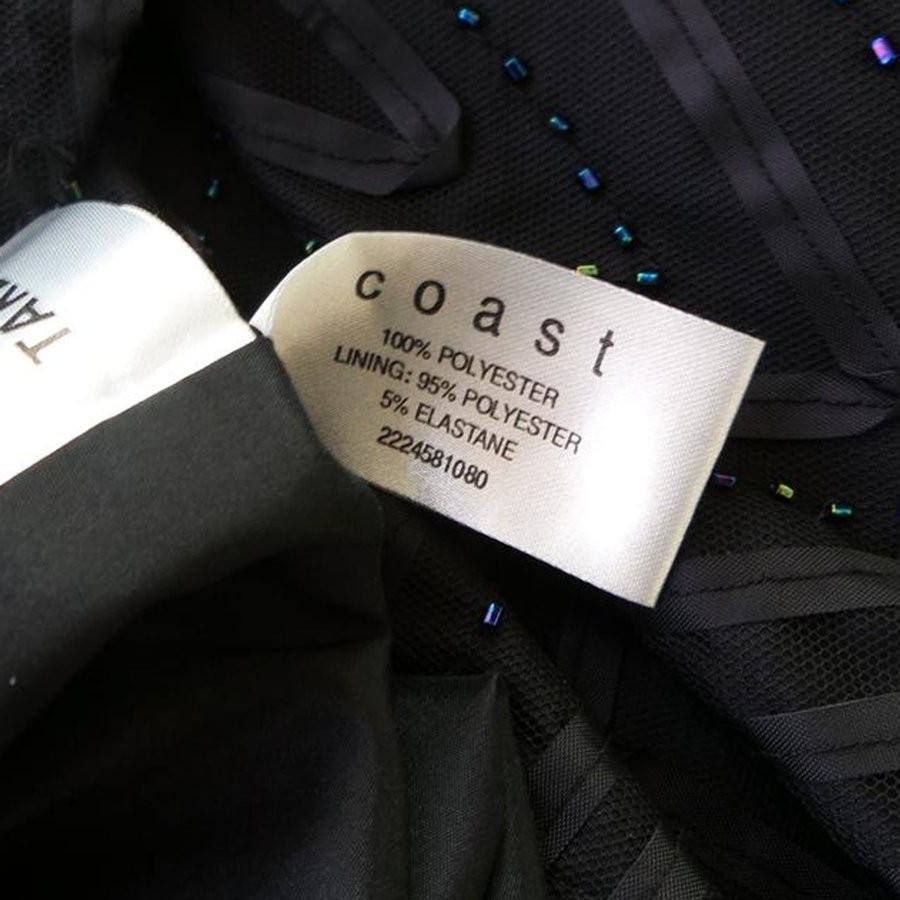 coast
100% POLYESTER
LINING: 95% POLYESTER
5% ELASTANE
2224581080